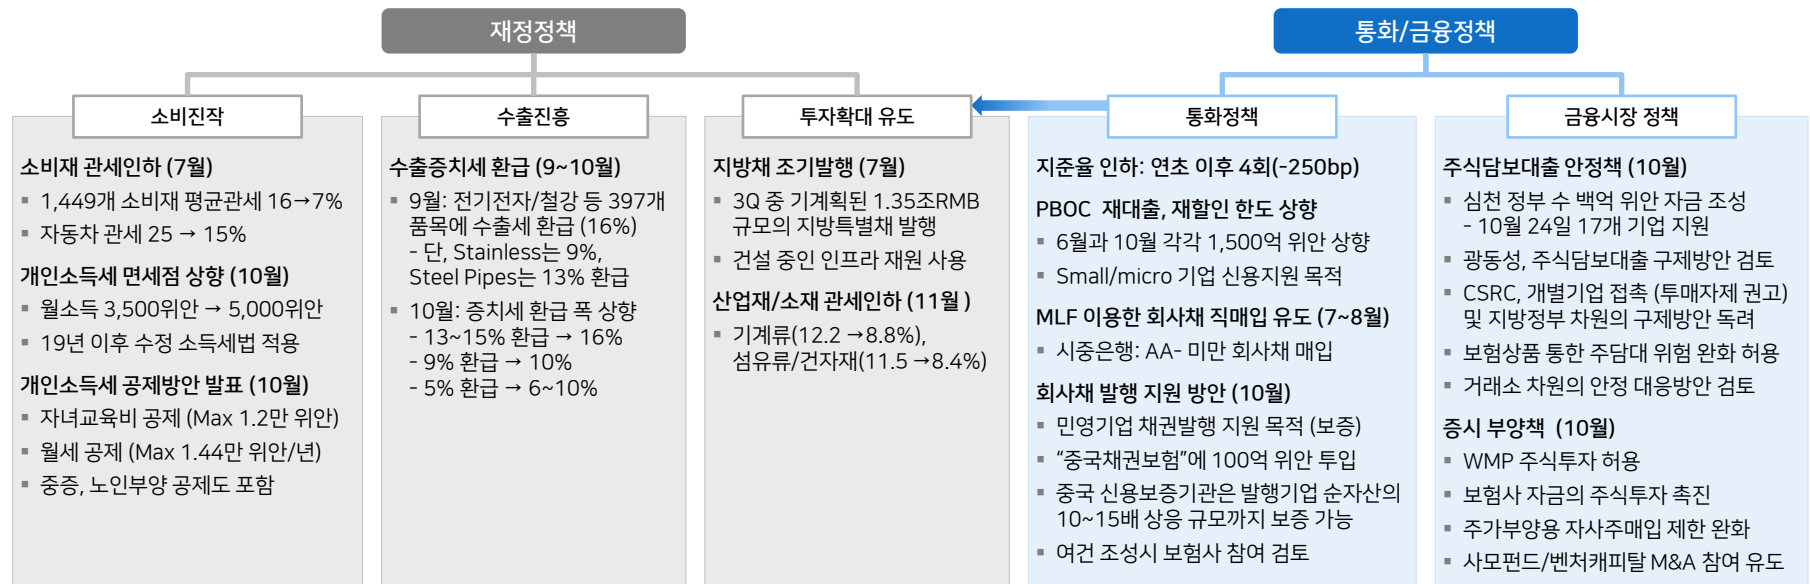 재정정책
통화/금융정책
소비진작
수출진흥
투자확대 유도
통화정책
금융시장 정책
소비재 관세인하 (7월)
▪ 1,449개 소비재 평균관세 16→7%
▪ 자동차 관세 25 → 15%
개인소득세 면세점 상향 (10월)
▪ 월소득 3,500위안 → 5,000위안
▪ 19년 이후 수정 소득세법 적용
개인소득세 공제방안 발표 (10월)
▪ 자녀교육비 공제 (Max 1.2만 위안)
▪ 월세 공제 (Max 1.44만 위안/년)
▪ 중증, 노인부양 공제도 포함
수출증치세 환급 (9~10월)
▪ 9월: 전기전자/철강 등 397개
품목에 수출세 환급 (16%)
- 단, Stainless는 9%,
Steel Pipes는 13% 환급
▪ 10월: 증치세 환급 폭 상향
- 13~15% 환급 → 16%
- 9% 환급 → 10%
- 5% 환급 → 6~10%
지방채 조기발행 (7월)
▪ 3Q 중 기계획된 1.35조RMB
규모의 지방특별채 발행
▪ 건설 중인 인프라 재원 사용
산업재/소재 관세인하 (11월 )
▪ 기계류(12.2 →8.8%),
섬유류/건자재(11.5 →8.4%)
지준율 인하: 연초 이후 4회(-250bp)
PBOC 재대출, 재할인 한도 상향
▪ 6월과 10월 각각 1,500억 위안 상향
▪ Small/micro 기업 신용지원 목적
MLF 이용한 회사채 직매입 유도 (7~8월)
▪ 시중은행: AA- 미만 회사채 매입
회사채 발행 지원 방안 (10월)
▪ 민영기업 채권발행 지원 목적 (보증)
▪ “중국채권보험”에 100억 위안 투입
▪ 중국 신용보증기관은 발행기업 순자산의
10~15배 상응 규모까지 보증 가능
▪ 여건 조성시 보험사 참여 검토
주식담보대출 안정책 (10월)
▪ 심천 정부 수 백억 위안 자금 조성
- 10월 24일 17개 기업 지원
▪ 광동성, 주식담보대출 구제방안 검토
▪ CSRC, 개별기업 접촉 (투매자제 권고)
및 지방정부 차원의 구제방안 독려
▪ 보험상품 통한 주담대 위험 완화 허용
▪ 거래소 차원의 안정 대응방안 검토
증시 부양책 (10월)
▪ WMP 주식투자 허용
▪ 보험사 자금의 주식투자 촉진
▪ 주가부양용 자사주매입 제한 완화
▪ 사모펀드/벤처캐피탈 M&A 참여 유도